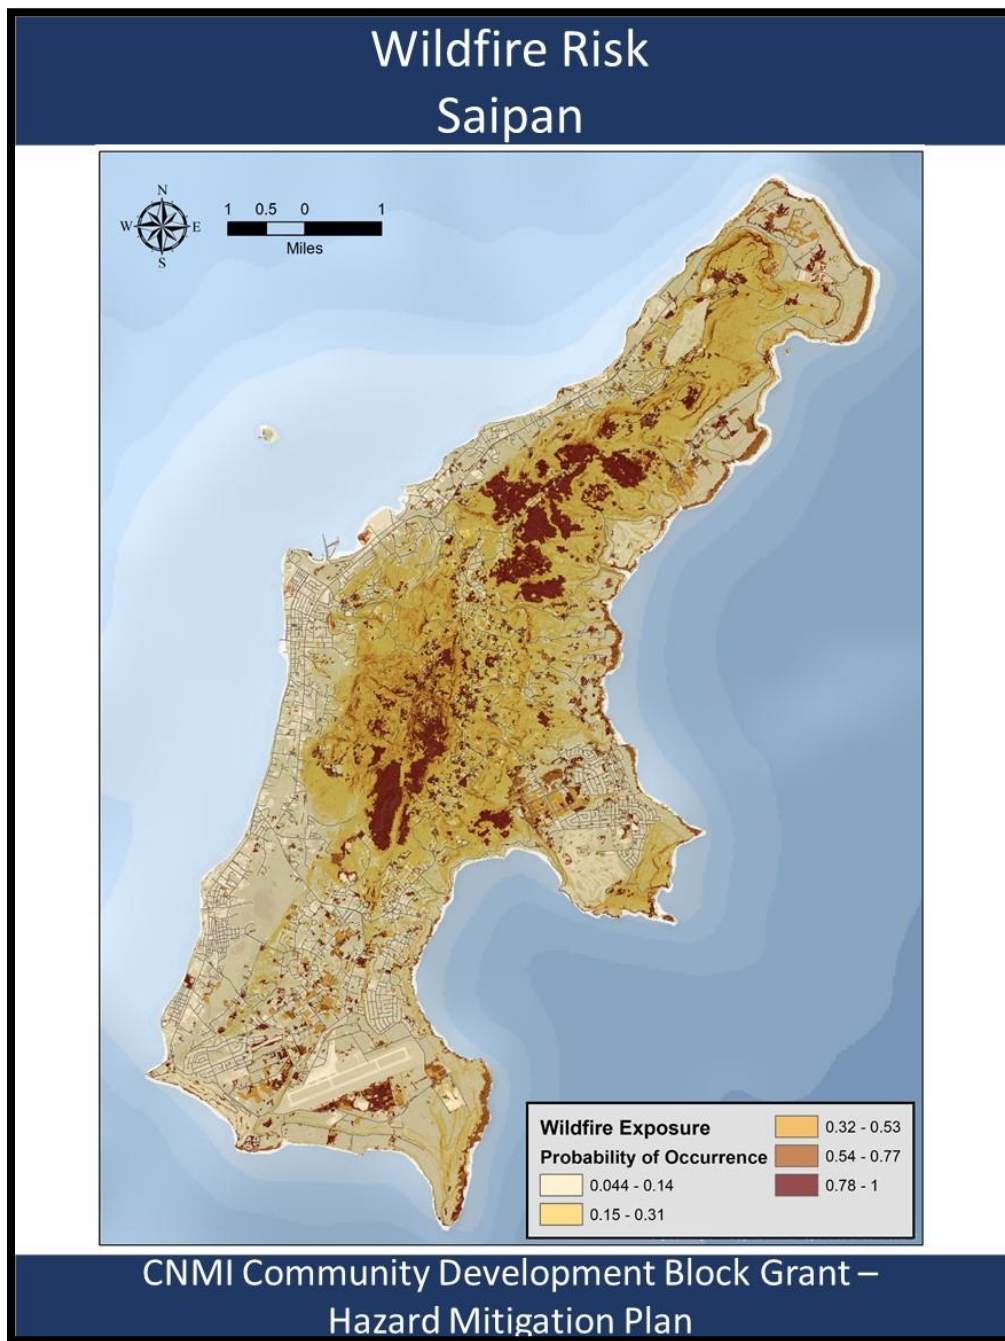 Wildfire Risk
Saipan
N
W E
S
1 0.5 0 1
Miles
Wildfire Exposure
Probability of Occurrence
0.044 - 0.14
0.15 - 0.31
0.32 - 0.53
0.54 - 0.77
0.78 - 1
CNMI Community Development Block Grant –
Hazard Mitigation Plan